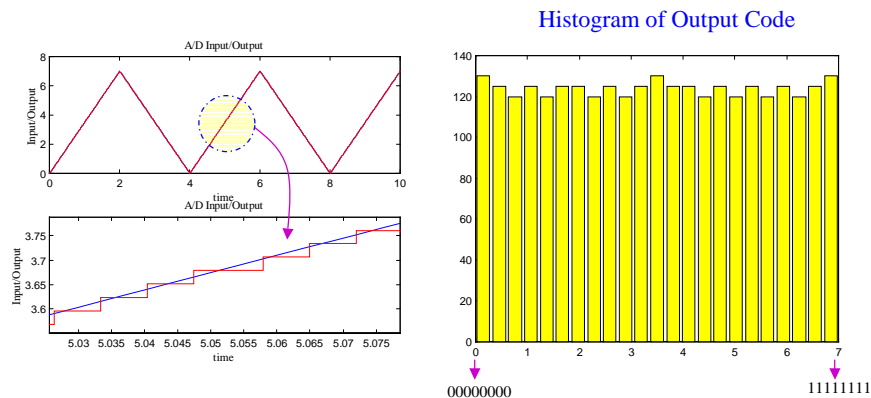 Histogram of Output Code
A/D Input/Output
8
6
4
2
0
Input/Output
0 2 4 6 8 10
time
A/D Input/Output
3.75
3.7
3.65
3.6
Input/Output
5.03 5.035 5.04 5.045 5.05 5.055 5.06 5.065 5.07 5.075
time
140
120
100
80
60
40
20
0
0 1 2 3 4 5 6 7
00000000 11111111